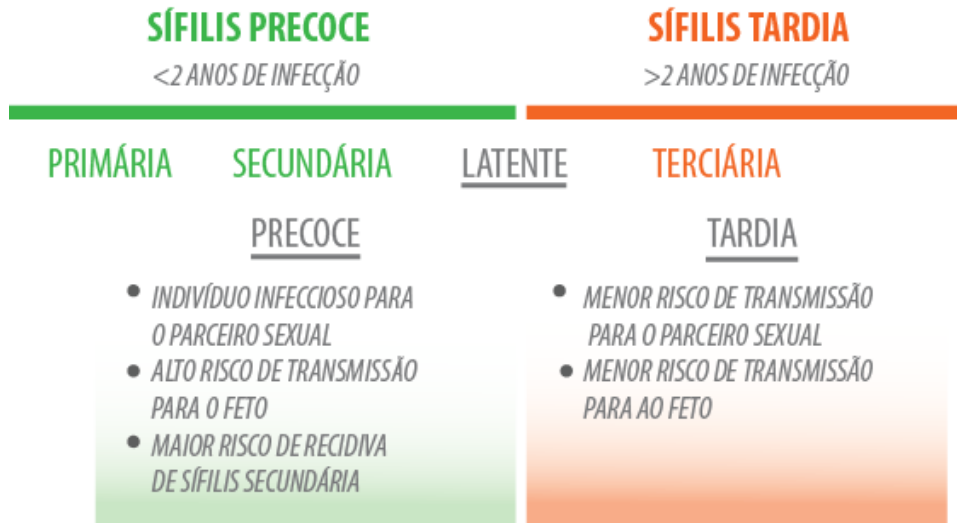 SÍFILIS PRECOCE
<2 ANOS DE INFECÇÃO
SÍFILIS TARDIA
>2 ANOS DE INFECÇÃO
PRIMÁRIA
SECUNDÁRIA
LATENTE
TERCIÁRIA
PRECOCE
• INDIVÍDUO INFECCIOSO PARA
O PARCEIRO SEXUAL
• ALTO RISCO DE TRANSMISSÃO
PARA O FETO
• MAIOR RISCO DE RECIDIVA
DE SÍFILIS SECUNDÁRIA
TARDIA
• MENOR RISCO DE TRANSMISSÃO
PARA O PARCEIRO SEXUAL
• MENOR RISCO DE TRANSMISSÃO
PARA AO FETO